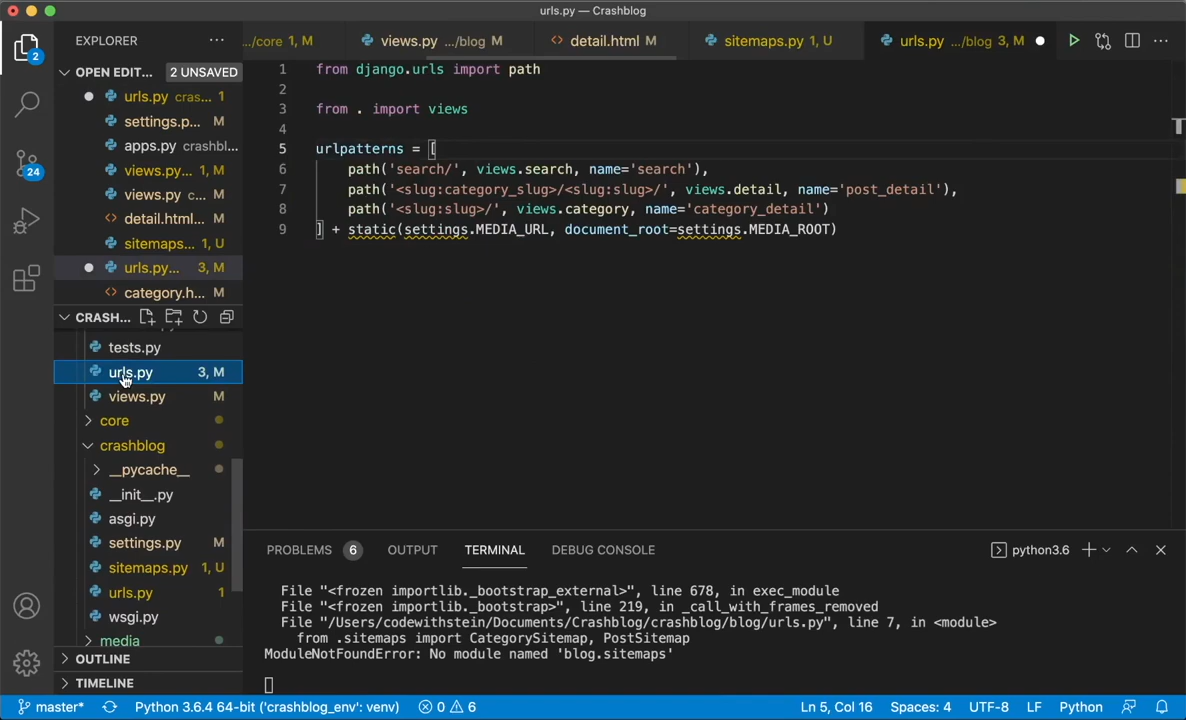 urls.py — Crashblog
EXPLORER
.../core 1, M
views.py .../blog M
detail.html M
sitemaps.py 1, U
urls.py .../blog 3, M
OPEN EDIT... 2 UNSAVED
urls.py cras... 1
settings.p... M
apps.py crashbl...
views.py... 1, M
views.py c... M
detail.html... M
sitemaps... 1, U
urls.py... 3, M
category.h... M
CRASH...
tests.py
urls.py 3, M
views.py M
core
crashblog
__pycache__
__init__.py
asgi.py
settings.py M
sitemaps.py 1, U
urls.py 1
wsgi.py
media
OUTLINE
TIMELINE
2
24
1 from django.urls import path
2
3 from . import views
4
5 urlpatterns = [
6 path('search/', views.search, name='search'),
7 path('<slug:category_slug>/<slug:slug>/', views.detail, name='post_detail'),
8 path('<slug:slug>/', views.category, name='category_detail')
9 ] + static(settings.MEDIA_URL, document_root=settings.MEDIA_ROOT)
PROBLEMS 6 OUTPUT TERMINAL DEBUG CONSOLE python3.6
File "<frozen importlib._bootstrap_external>", line 678, in exec_module
File "<frozen importlib._bootstrap>", line 219, in _call_with_frames_removed
File "/Users/codewithstein/Documents/Crashblog/crashblog/blog/urls.py", line 7, in <module>
from .sitemaps import CategorySitemap, PostSitemap
ModuleNotFoundError: No module named 'blog.sitemaps'
master* Python 3.6.4 64-bit ('crashblog_env': venv) 0 6 Ln 5, Col 16 Spaces: 4 UTF-8 LF Python